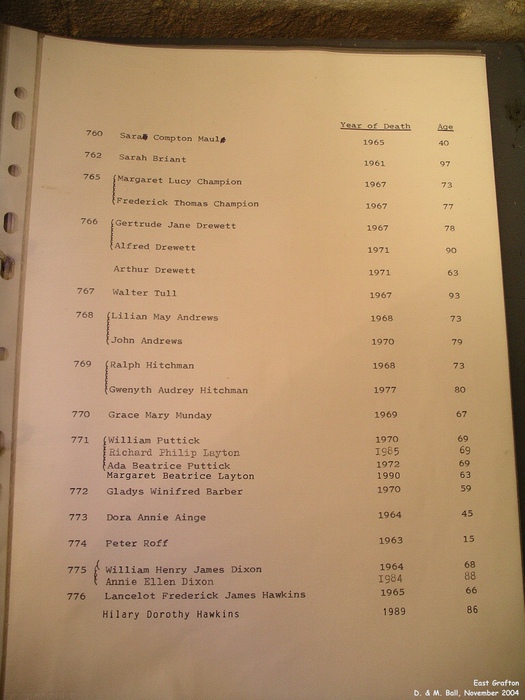 Year of Death Age
760 Sarah Compton Maul 1965 40
762 Sarah Briant 1961 97
765 Margaret Lucy Champion 1967 73
Frederick Thomas Champion 1967 77
766 Gertrude Jane Drewett 1967 78
Alfred Drewett 1971 90
Arthur Drewett 1971 63
767 Walter Tull 1967 93
768 Lilian May Andrews 1968 73
John Andrews 1970 79
769 Ralph Hitchman 1968 73
Gwenyth Audrey Hitchman 1977 80
770 Grace Mary Munday 1969 67
771 William Puttick 1970 69
Richard Philip Layton 1985 69
Ada Beatrice Puttick 1972 69
Margaret Beatrice Layton 1990 63
772 Gladys Winifred Barber 1970 59
773 Dora Annie Ainge 1964 45
774 Peter Roff 1963 15
775 William Henry James Dixon 1964 68
Annie Ellen Dixon 1984 88
776 Lancelot Frederick James Hawkins 1965 66
Hilary Dorothy Hawkins 1989 86
East Grafton
D. & M. Ball, November 2004